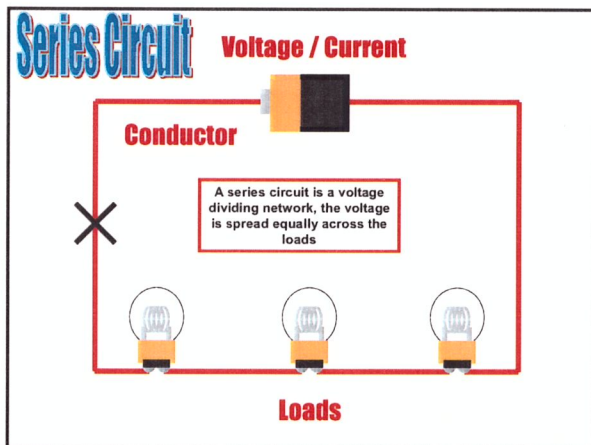 Series Circuit
Voltage / Current
Conductor
A series circuit is a voltage
dividing network, the voltage
is spread equally across the
loads
Loads